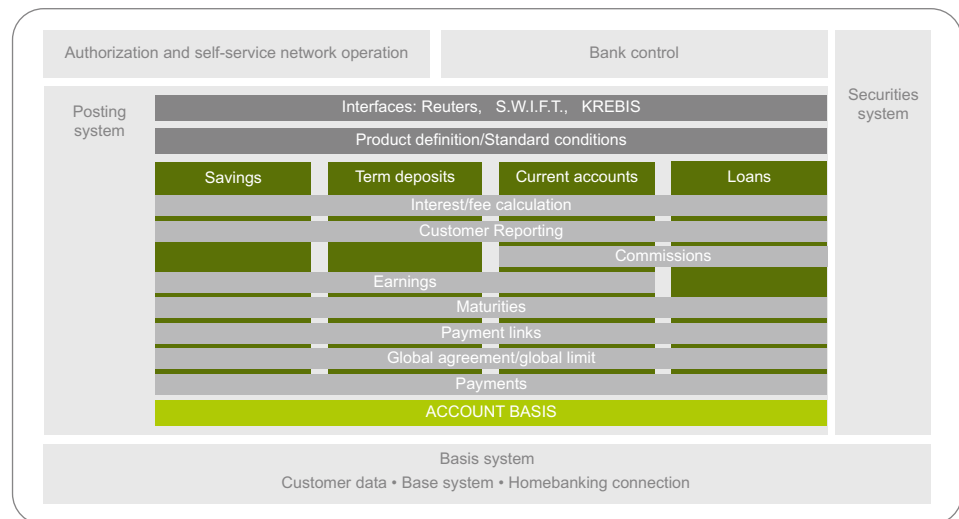 Authorization and self-service network operation
Bank control
Securities
system
Posting
system
Interfaces: Reuters, S.W.I.F.T., KREBIS
Product definition/Standard conditions
Savings
Term deposits
Current accounts
Loans
Interest/fee calculation
Customer Reporting
Commissions
Earnings
Maturities
Payment links
Global agreement/global limit
Payments
ACCOUNT BASIS
Basis system
Customer data • Base system • Homebanking connection